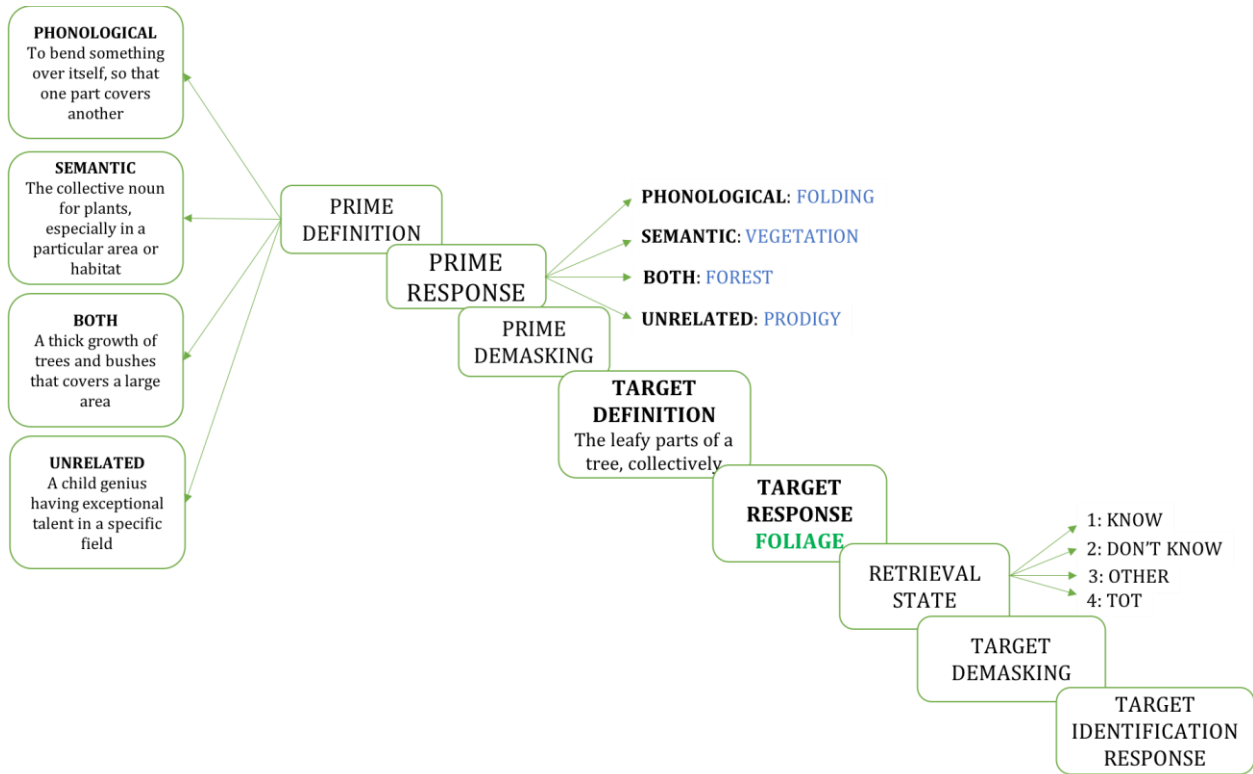 PHONOLOGICAL
To bend something
over itself, so that
one part covers
another
SEMANTIC
The collective noun
for plants,
especially in a
particular area or
habitat
BOTH
A thick growth of
trees and bushes
that covers a large
area
UNRELATED
A child genius
having exceptional
talent in a specific
field
PRIME
DEFINITION
PRIME
RESPONSE
PHONOLOGICAL: FOLDING
SEMANTIC: VEGETATION
BOTH: FOREST
UNRELATED: PRODIGY
PRIME
DEMASKING
TARGET
DEFINITION
The leafy parts of a
tree, collectively
TARGET
RESPONSE
FOLIAGE
RETRIEVAL
STATE
1: KNOW
2: DON'T KNOW
3: OTHER
4: TOT
TARGET
DEMASKING
TARGET
IDENTIFICATION
RESPONSE